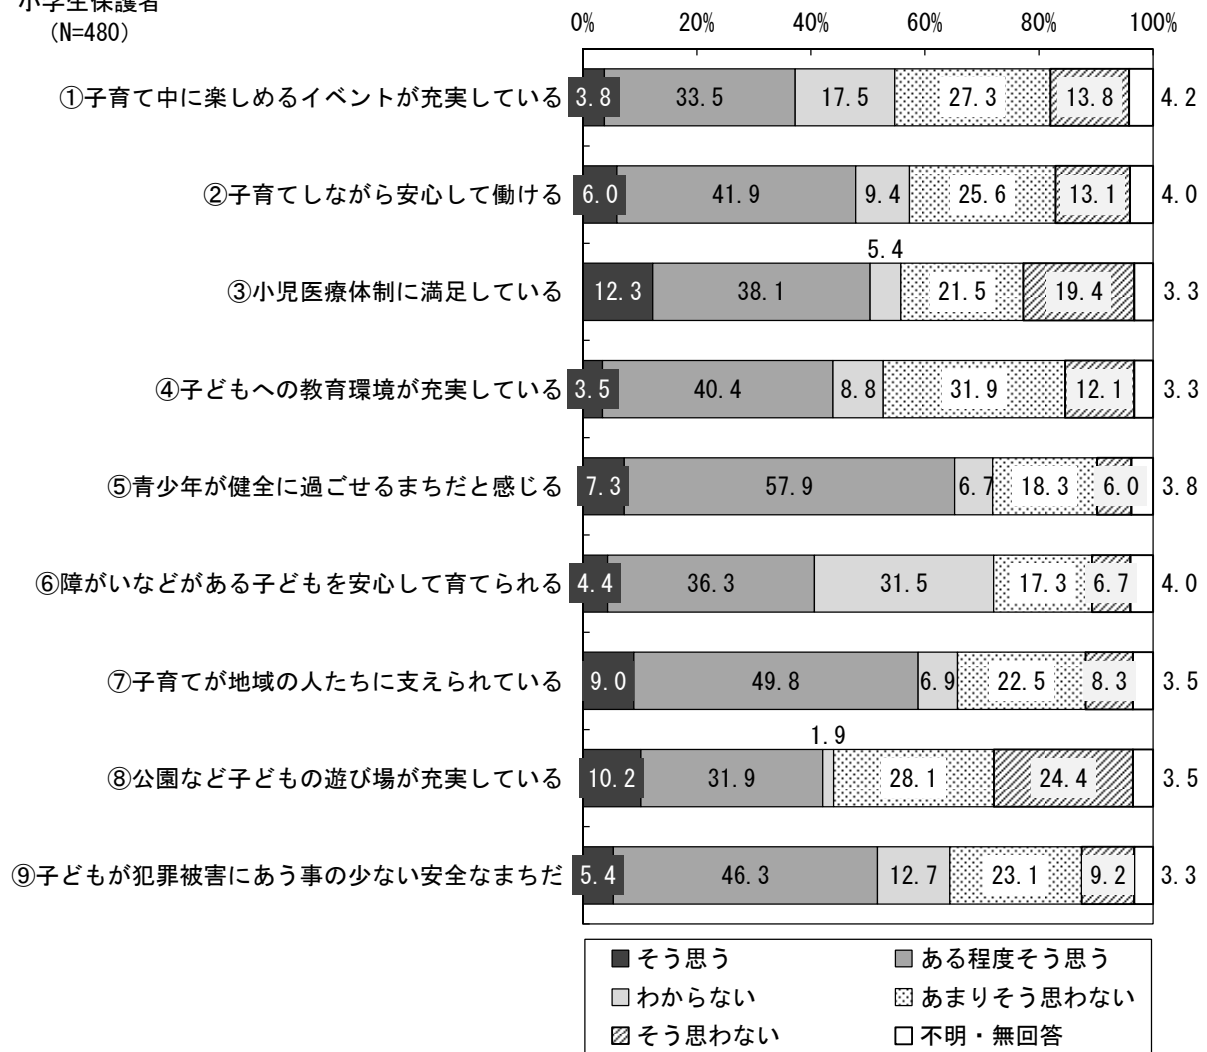 小学生保護者
（N=480）
0% 20% 40% 60% 80% 100%
①子育て中に楽しめるイベントが充実している 3.8 33.5 17.5 27.3 13.8 4.2
②子育てしながら安心して働ける 6.0 41.9 9.4 25.6 13.1 4.0
5.4
③小児医療体制に満足している 12.3 38.1 21.5 19.4 3.3
④子どもへの教育環境が充実している 3.5 40.4 8.8 31.9 12.1 3.3
⑤青少年が健全に過ごせるまちだと感じる 7.3 57.9 6.7 18.3 6.0 3.8
⑥障がいなどがある子どもを安心して育てられる 4.4 36.3 31.5 17.3 6.7 4.0
⑦子育てが地域の人たちに支えられている 9.0 49.8 6.9 22.5 8.3 3.5
1.9
⑧公園など子どもの遊び場が充実している 10.2 31.9 28.1 24.4 3.5
⑨子どもが犯罪被害にあう事の少ない安全なまちだ 5.4 46.3 12.7 23.1 9.2 3.3
そう思う ある程度そう思う
わからない あまりそう思わない
そう思わない 不明・無回答